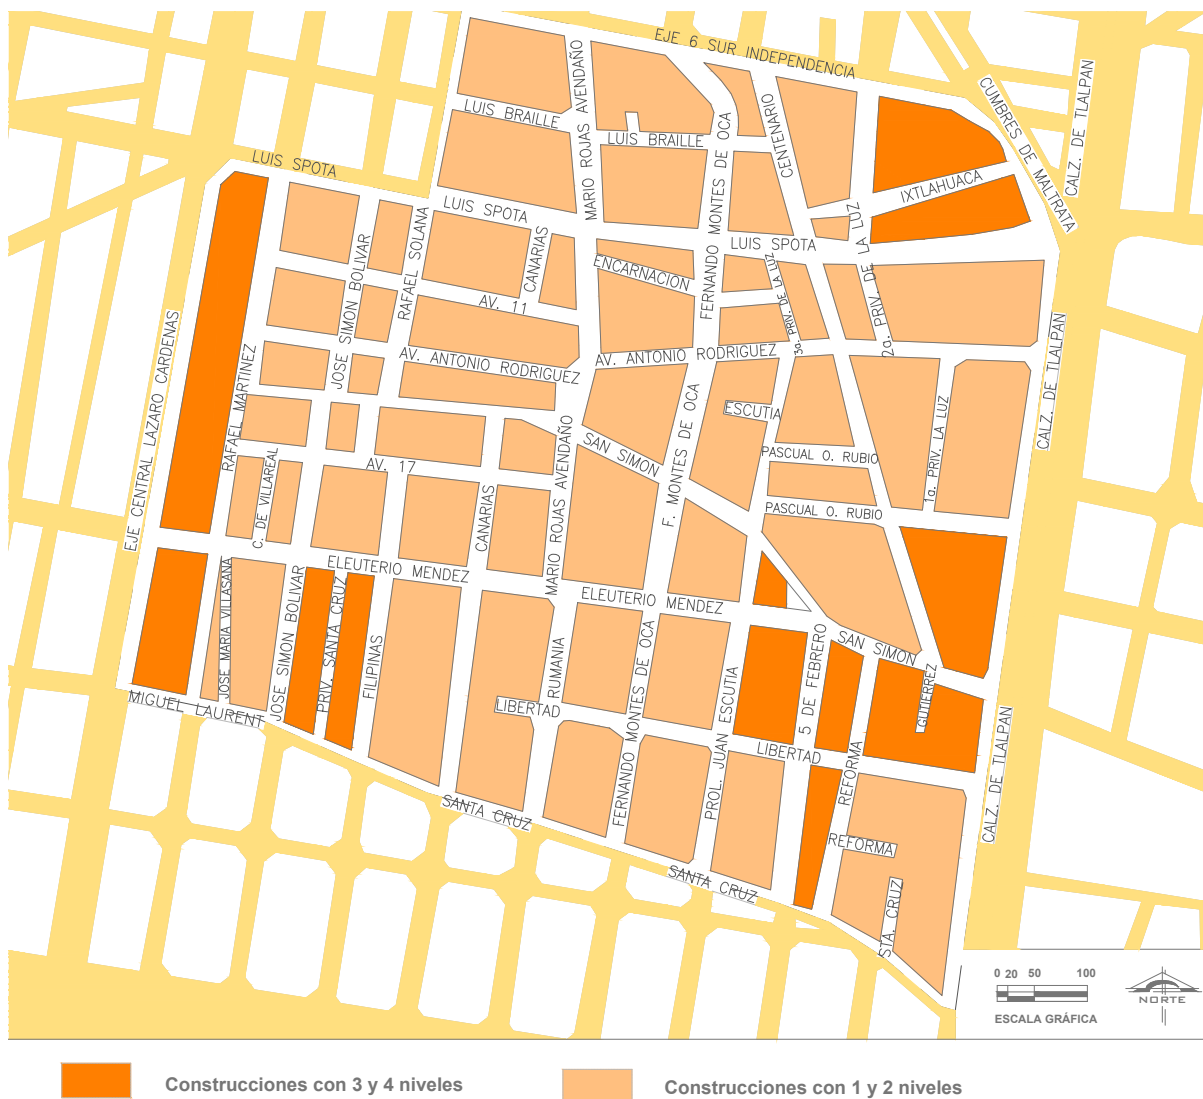 EJE 6 SUR INDEPENDENCIA
CUMBRES DE MALTRATA
CALZ. DE TLALPAN
MARIO ROJAS AVENDAÑO
LUIS BRAILLE
LUIS BRAILLE
FERNANDO MONTES DE OCA
CENTENARIO
IXTLAHUACA
LUIS SPOTA
LUIS SPOTA
LUIS SPOTA
2a. PRIV. DE LA LUZ
3a. PRIV. DE LA LUZ
ENCARNACION
CANARIAS
RAFAEL SOLANA
JOSE SIMON BOLIVAR
AV. 11
AV. ANTONIO RODRIGUEZ
AV. ANTONIO RODRIGUEZ
EJE CENTRAL LAZARO CARDENAS
RAFAEL MARTINEZ
CALZ. DE TLALPAN
1a. PRIV. LA LUZ
ESCUTIA
F. MONTES DE OCA
SAN SIMON
PASCUAL O. RUBIO
PASCUAL O. RUBIO
MARIO ROJAS AVENDAÑO
AV. 17
C. DE VILLAREAL
CANARIAS
ELEUTERIO MENDEZ
ELEUTERIO MENDEZ
JOSE MARIA VILLASANA
JOSE SIMON BOLIVAR
PRIV. SANTA CRUZ
FILIPINAS
RUMANIA
LIBERTAD
FERNANDO MONTES DE OCA
PROL. JUAN ESCUTIA
5 DE FEBRERO
SAN SIMON
GUTIERREZ
LIBERTAD
REFORMA
REFORMA
CALZ. DE TLALPAN
MIGUEL LAURENT
SANTA CRUZ
SANTA CRUZ
STA. CRUZ
0 20 50 100
ESCALA GRÁFICA
NORTE
Construcciones con 3 y 4 niveles
Construcciones con 1 y 2 niveles